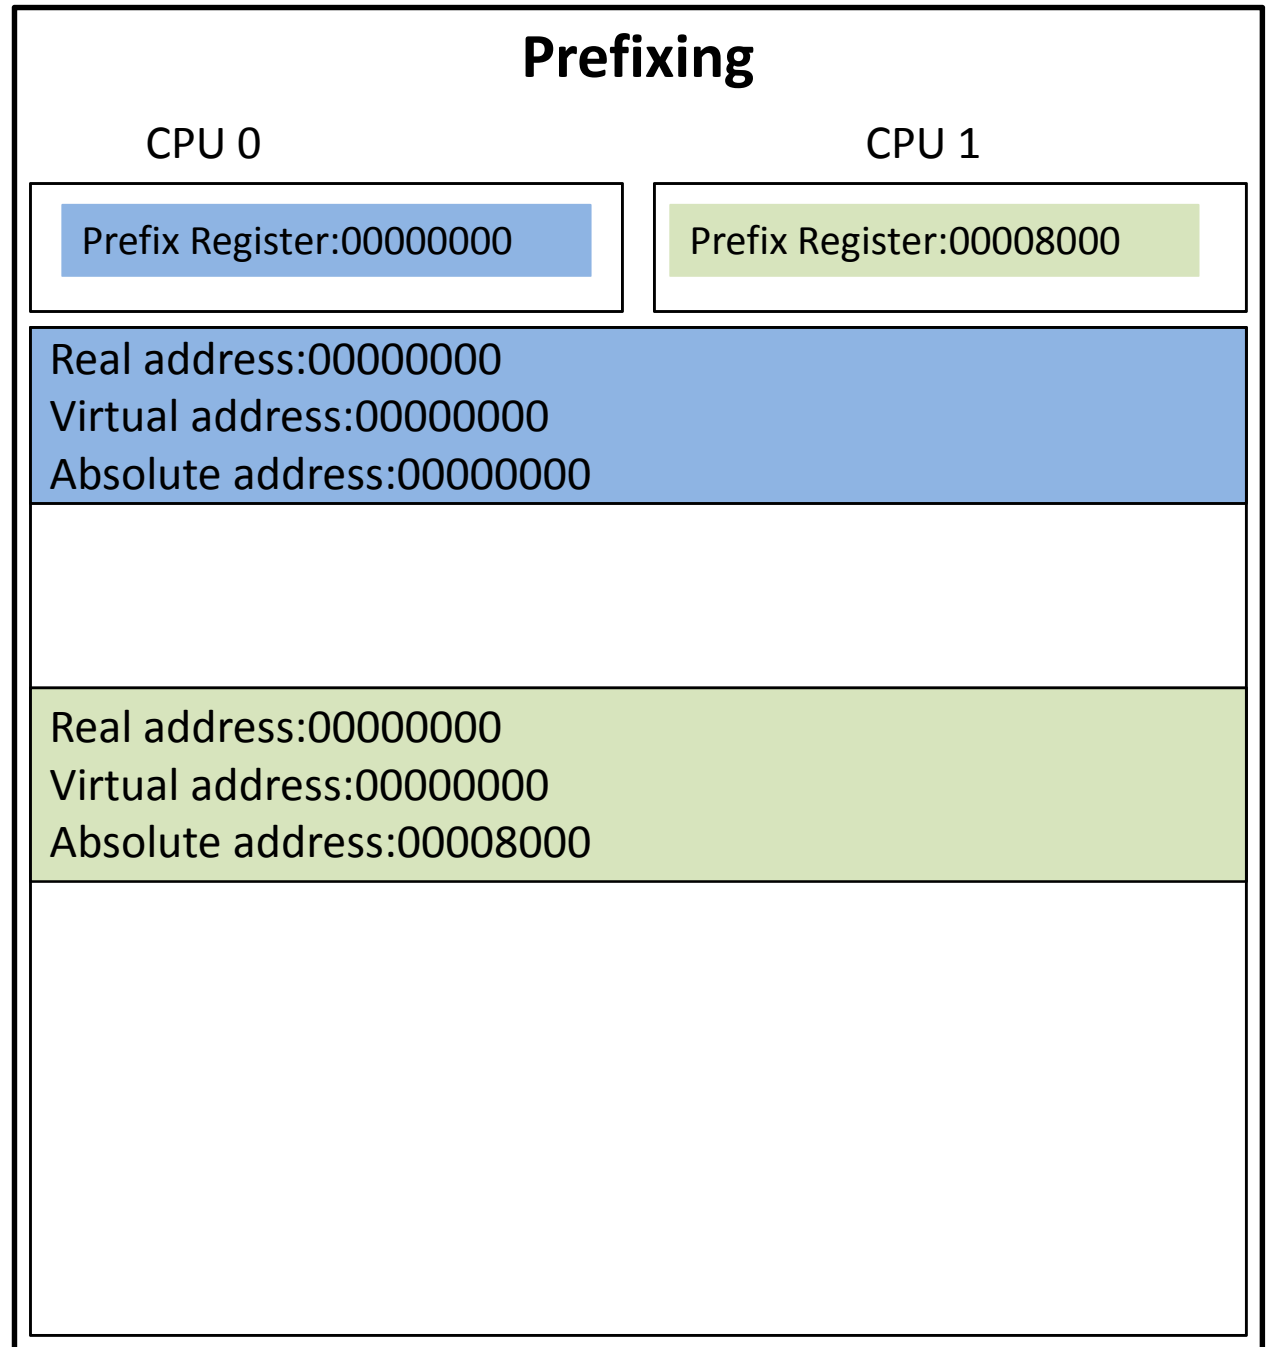 Prefixing
CPU 0
CPU 1
Prefix Register:00000000
Prefix Register:00008000
Real address:00000000
Virtual address:00000000
Absolute address:00000000
Real address:00000000
Virtual address:00000000
Absolute address:00008000